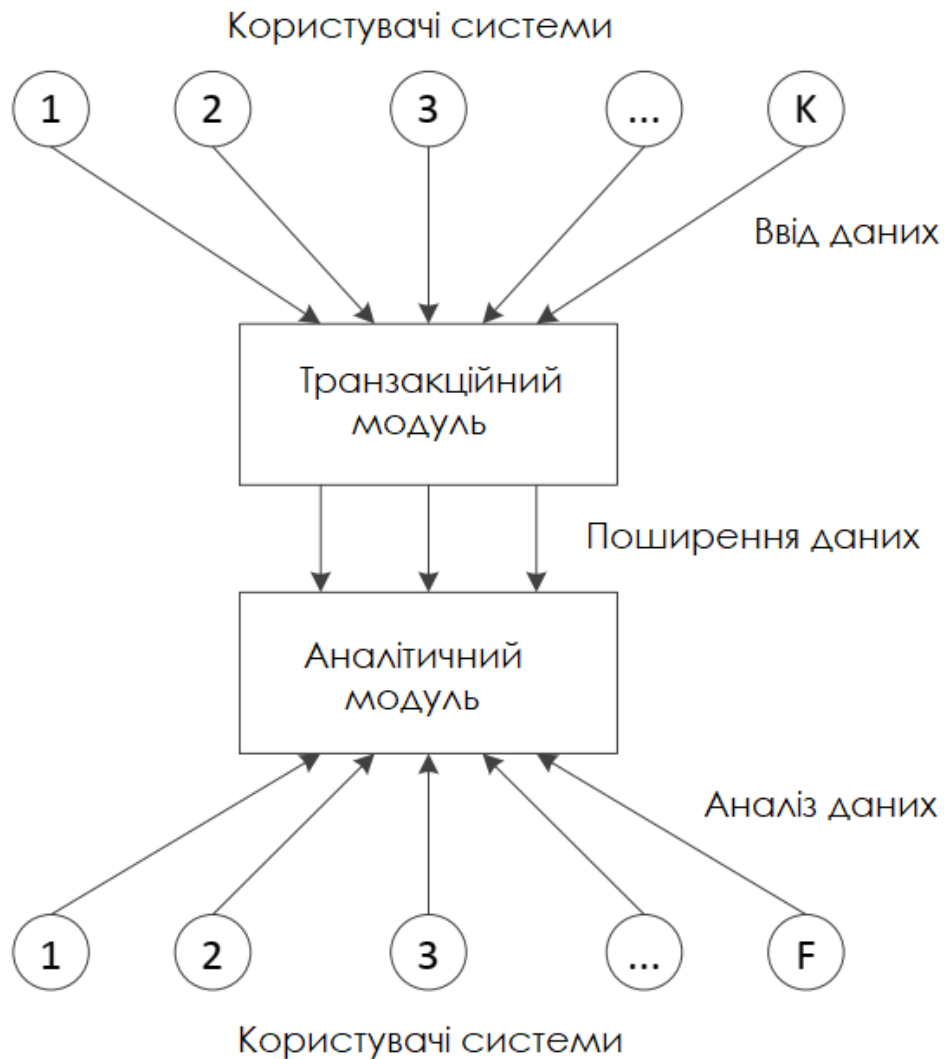 Користувачі системи
1 2 3 ... K
Ввід даних
Транзакційний
модуль
Поширення даних
Аналітичний
модуль
Аналіз даних
1 2 3 ... F
Користувачі системи